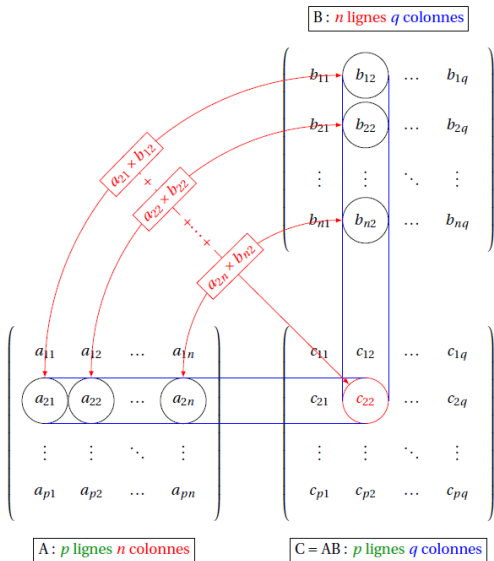 B : n lignes q colonnes
b11 b12 … b1q
b21 b22 … b2q
⋮ ⋮ ⋱ ⋮
bn1 bn2 … bnq
a21 × b12
+
a22 × b22
+ ⋯ +
a2n × bn2
a11 a12 … a1n
a21 a22 … a2n
⋮ ⋮ ⋱ ⋮
ap1 ap2 … apn
c11 c12 … c1q
c21 c22 … c2q
⋮ ⋮ ⋱ ⋮
cp1 cp2 … cpq
A : p lignes n colonnes
C = AB : p lignes q colonnes